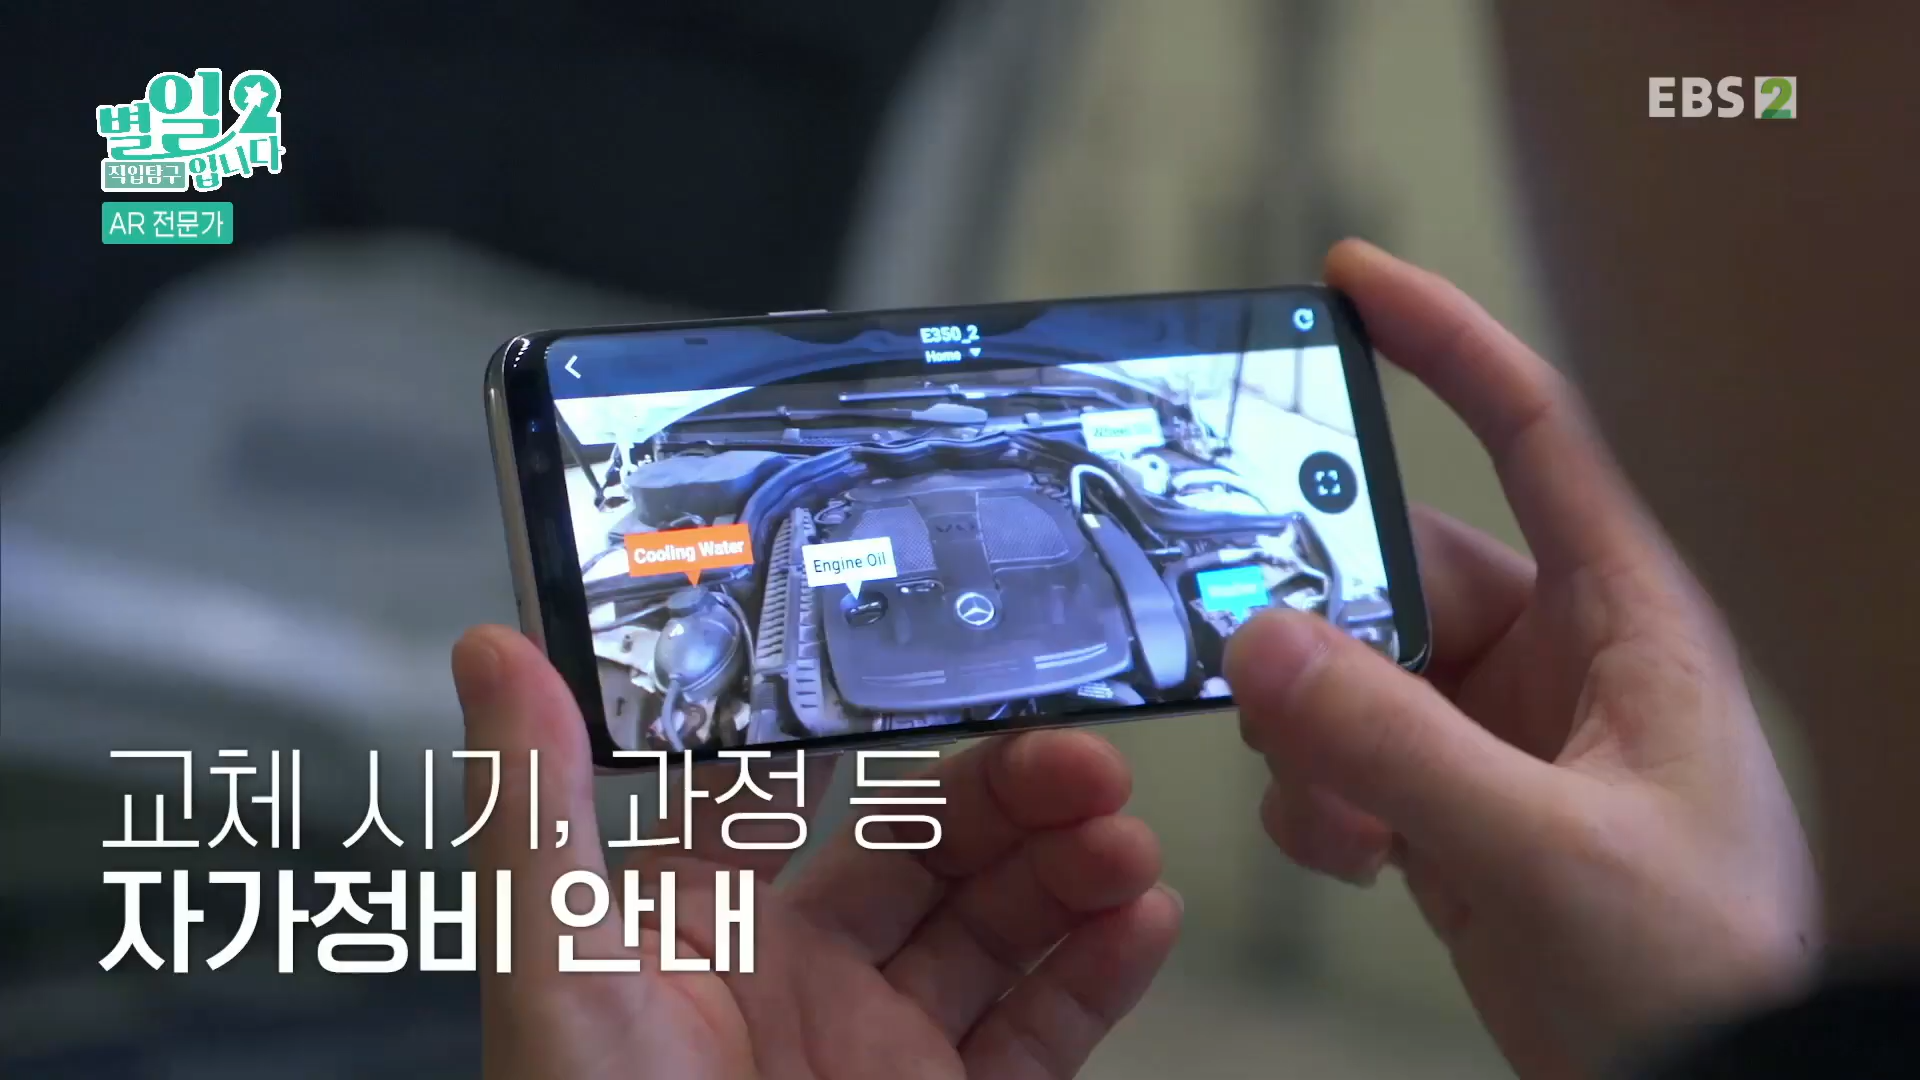 별일입니다2
직업탐구
AR 전문가
EBS 2
E350_2
Home
Cooling Water
Engine Oil
교체 시기, 과정 등
자가정비 안내